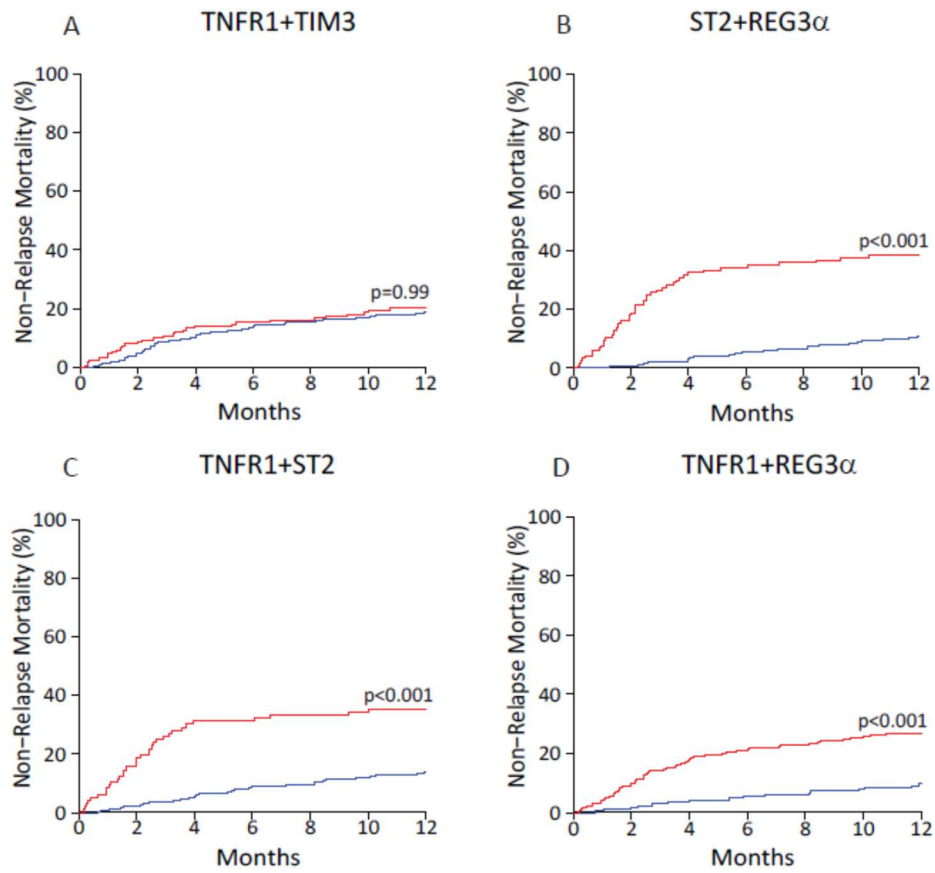 A TNFR1+TIM3
Non−Relapse Mortality (%)
100
80
60
40
20
0
p=0.99
0 2 4 6 8 10 12
Months
B ST2+REG3α
Non−Relapse Mortality (%)
100
80
60
40
20
0
p<0.001
0 2 4 6 8 10 12
Months
C TNFR1+ST2
Non−Relapse Mortality (%)
100
80
60
40
20
0
p<0.001
0 2 4 6 8 10 12
Months
D TNFR1+REG3α
Non−Relapse Mortality (%)
100
80
60
40
20
0
p<0.001
0 2 4 6 8 10 12
Months